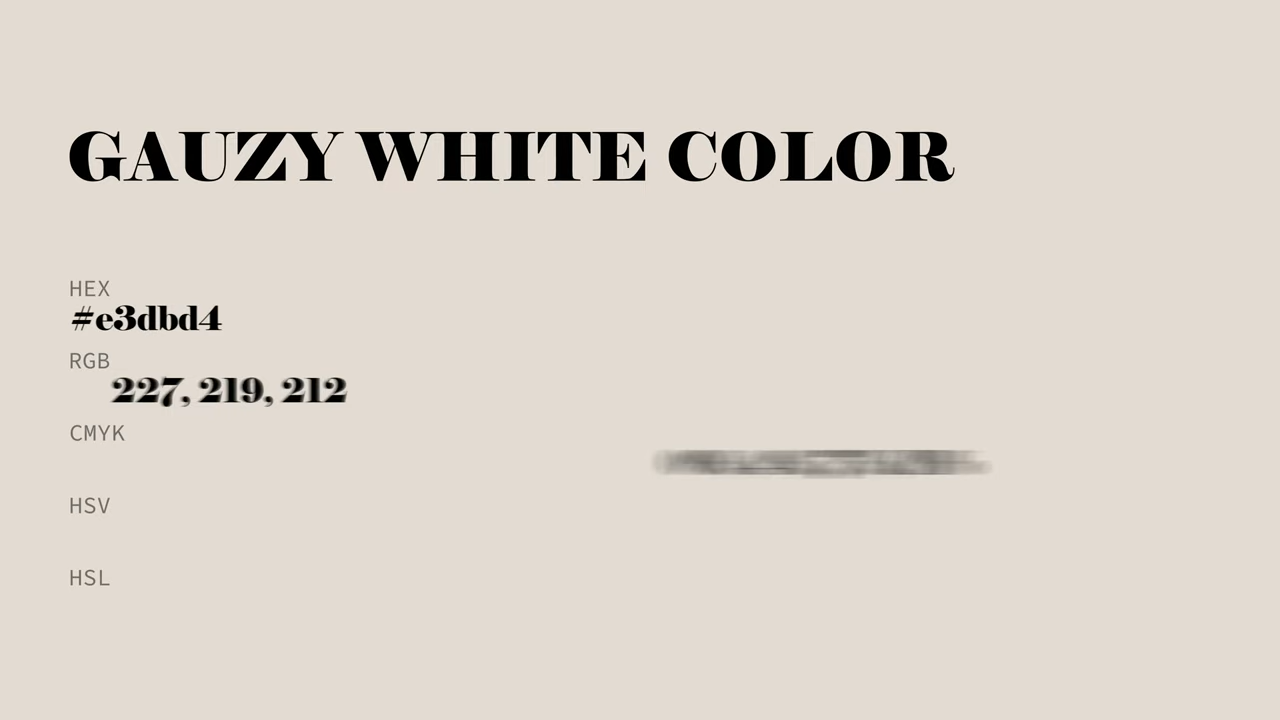 GAUZY WHITE COLOR
HEX
#e3dbd4
RGB
227, 219, 212
CMYK
HSV
HSL